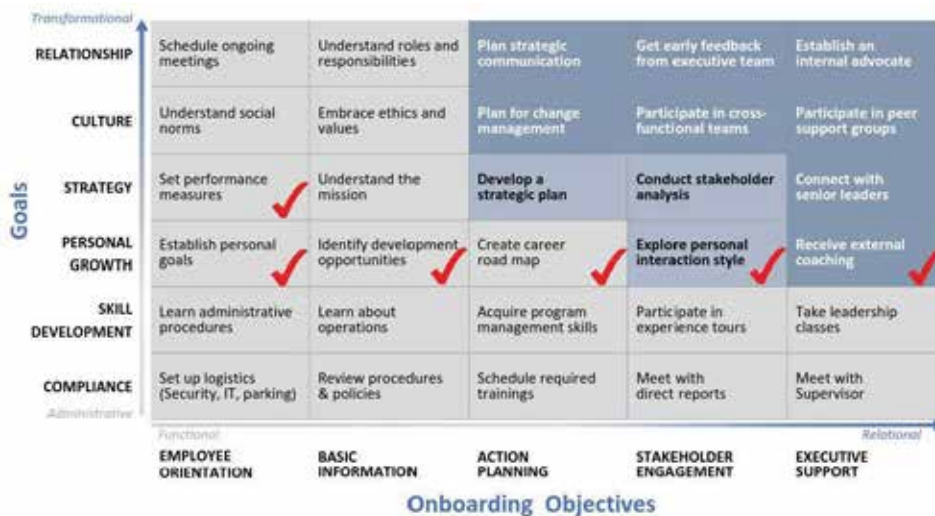 Transformational
RELATIONSHIP
Schedule ongoing
meetings
Understand roles and
responsibilities
Plan strategic
communication
Get early feedback
from executive team
Establish an
internal advocate
CULTURE
Understand social
norms
Embrace ethics and
values
Plan for change
management
Participate in cross-
functional teams
Participate in peer
support groups
Goals
STRATEGY
Set performance
measures
Understand the
mission
Develop a
strategic plan
Conduct stakeholder
analysis
Connect with
senior leaders
PERSONAL
GROWTH
Establish personal
goals
Identify development
opportunities
Create career
road map
Explore personal
interaction style
Receive external
coaching
SKILL
DEVELOPMENT
Learn administrative
procedures
Learn about
operations
Acquire program
management skills
Participate in
experience tours
Take leadership
classes
COMPLIANCE
Set up logistics
(Security, IT, parking)
Review procedures
& policies
Schedule required
trainings
Meet with
direct reports
Meet with
Supervisor
Administrative
Functional
Relational
EMPLOYEE
ORIENTATION
BASIC
INFORMATION
ACTION
PLANNING
STAKEHOLDER
ENGAGEMENT
EXECUTIVE
SUPPORT
Onboarding Objectives